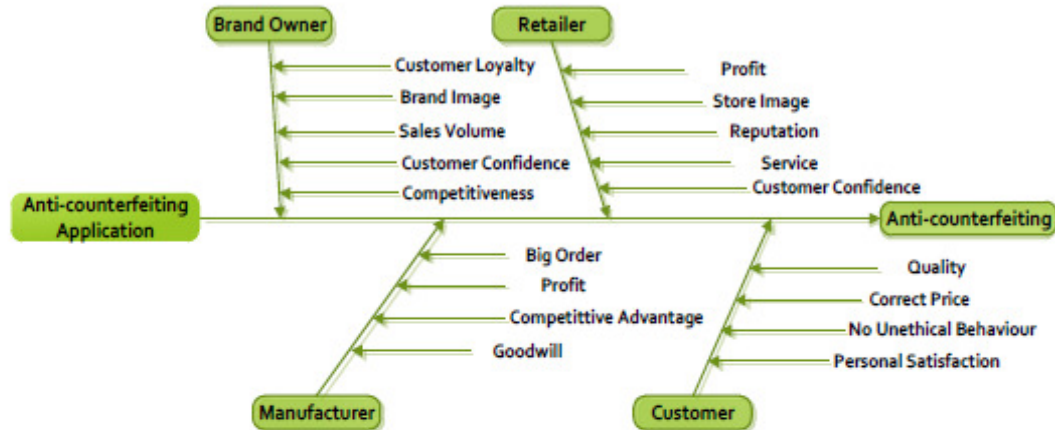 Brand Owner
Customer Loyalty
Brand Image
Sales Volume
Customer Confidence
Competitiveness
Retailer
Profit
Store Image
Reputation
Service
Customer Confidence
Anti-counterfeiting
Application
Anti-counterfeiting
Big Order
Profit
Competittive Advantage
Goodwill
Manufacturer
Quality
Correct Price
No Unethical Behaviour
Personal Satisfaction
Customer